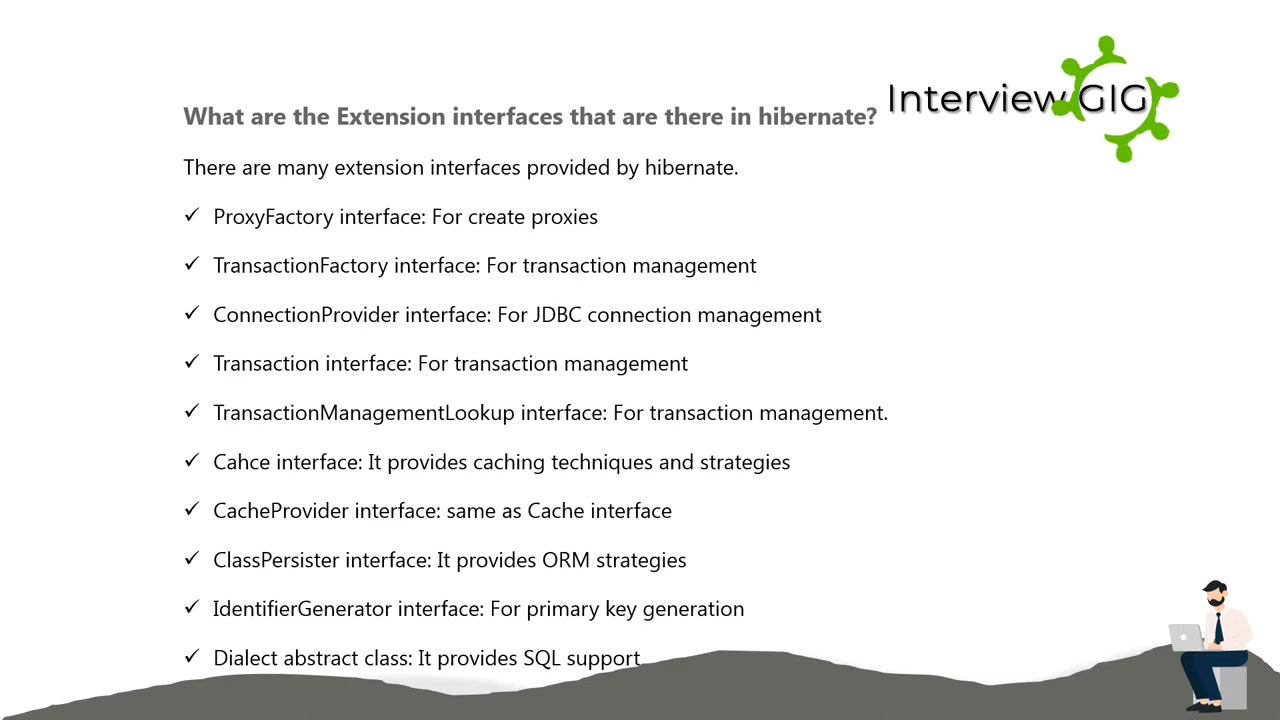 Interview GIG
What are the Extension interfaces that are there in hibernate?
There are many extension interfaces provided by hibernate.
✓ ProxyFactory interface: For create proxies
✓ TransactionFactory interface: For transaction management
✓ ConnectionProvider interface: For JDBC connection management
✓ Transaction interface: For transaction management
✓ TransactionManagementLookup interface: For transaction management.
✓ Cahce interface: It provides caching techniques and strategies
✓ CacheProvider interface: same as Cache interface
✓ ClassPersister interface: It provides ORM strategies
✓ IdentifierGenerator interface: For primary key generation
✓ Dialect abstract class: It provides SQL support